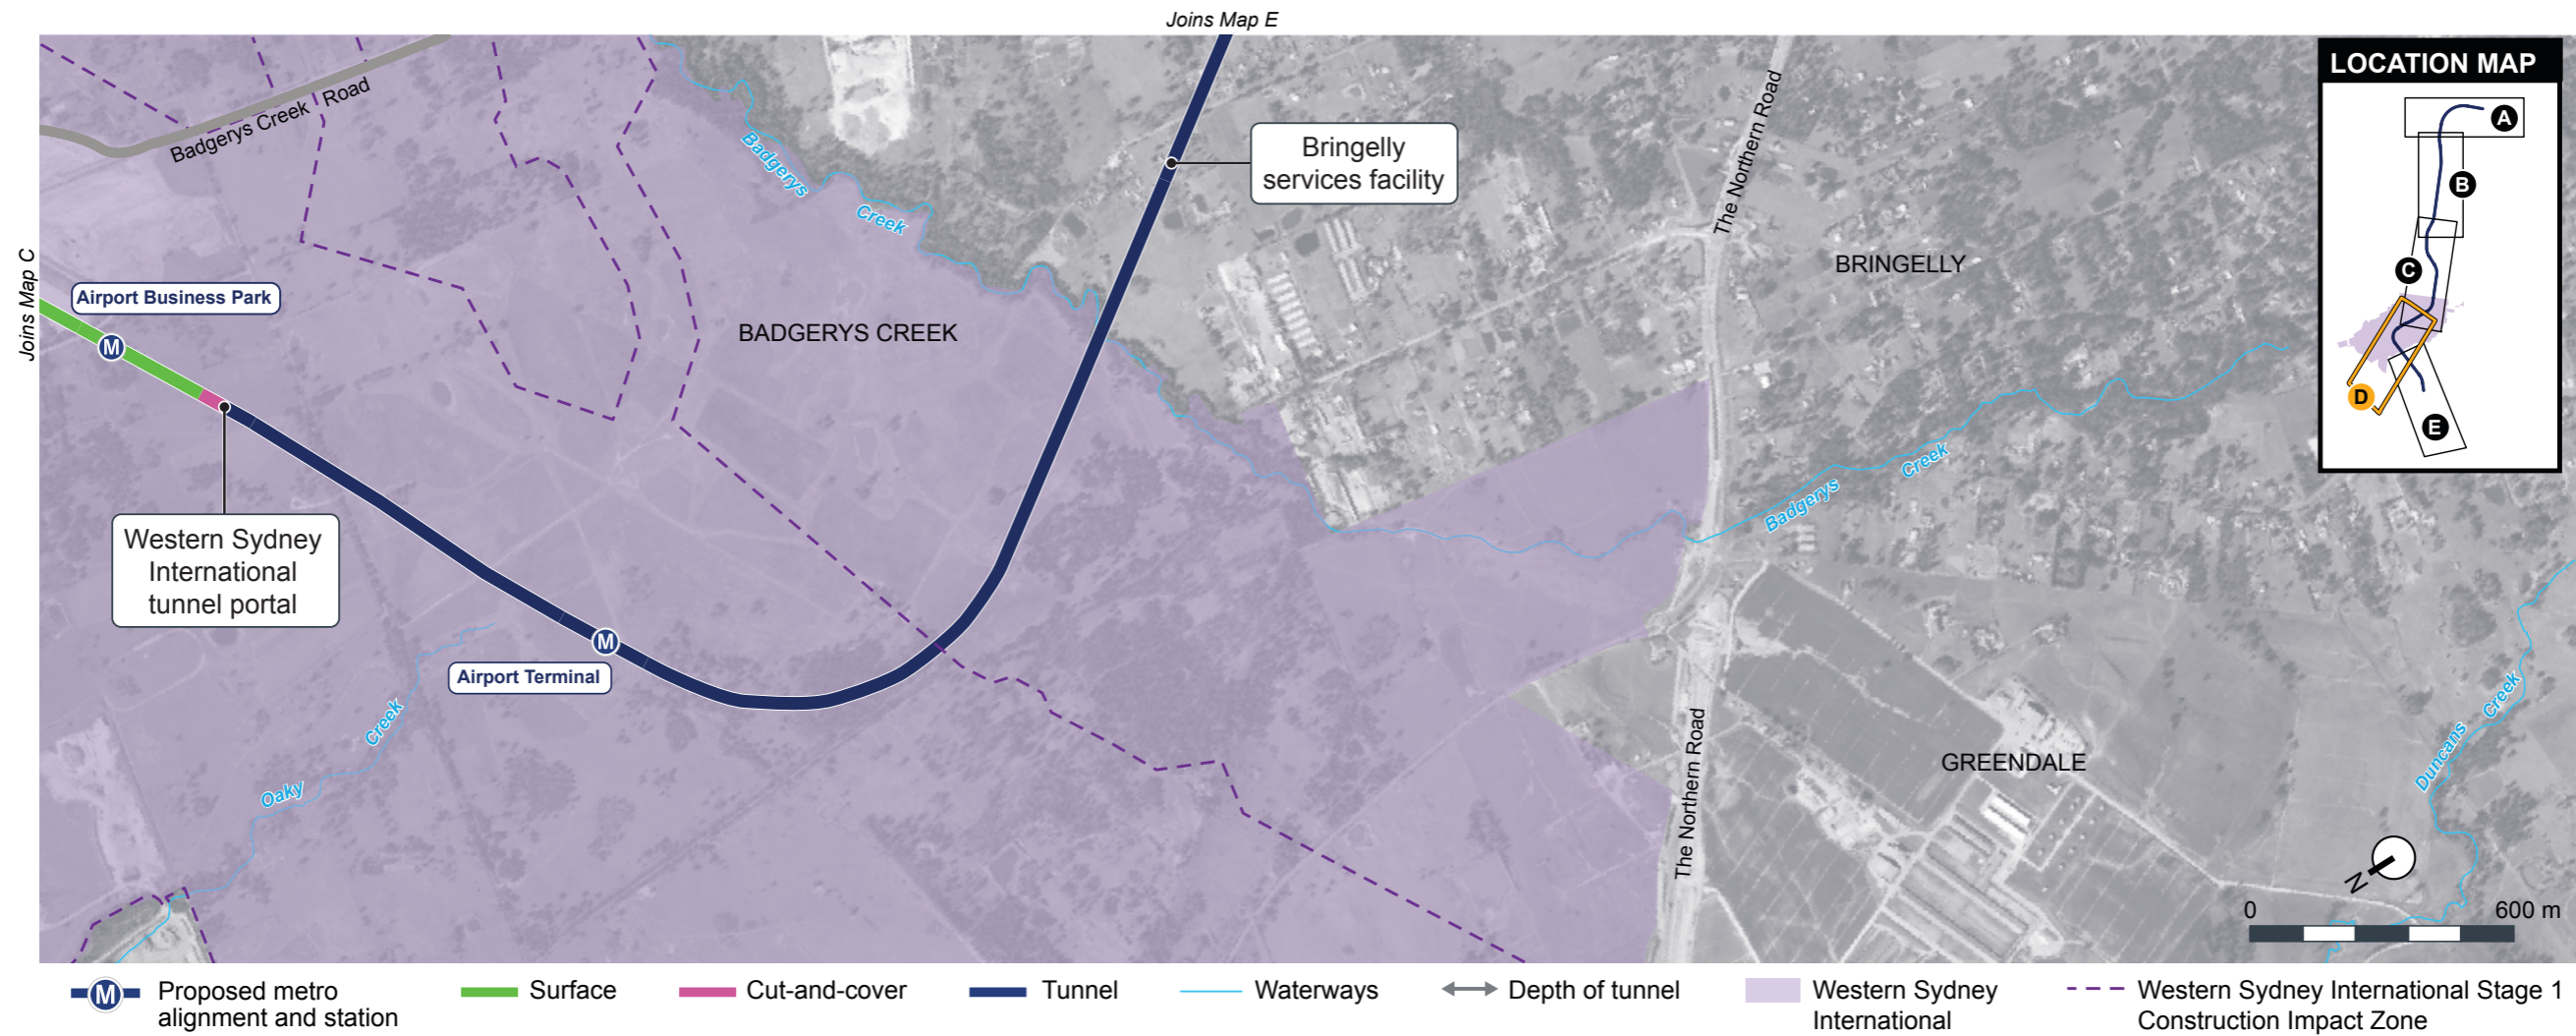 Joins Map E
LOCATION MAP
A
B
C
D
E
Badgerys Creek Road
The Northern Road
Bringelly
services facility
Badgerys
Creek
BRINGELLY
Joins Map C
Airport Business Park
M
BADGERYS CREEK
Western Sydney
International
tunnel portal
Badgerys
Creek
M
Airport Terminal
Oaky
Creek
The Northern Road
GREENDALE
Duncans
Creek
N
0
600 m
M
Proposed metro
alignment and station
Surface
Cut-and-cover
Tunnel
Waterways
Depth of tunnel
Western Sydney
International
Western Sydney International Stage 1
Construction Impact Zone